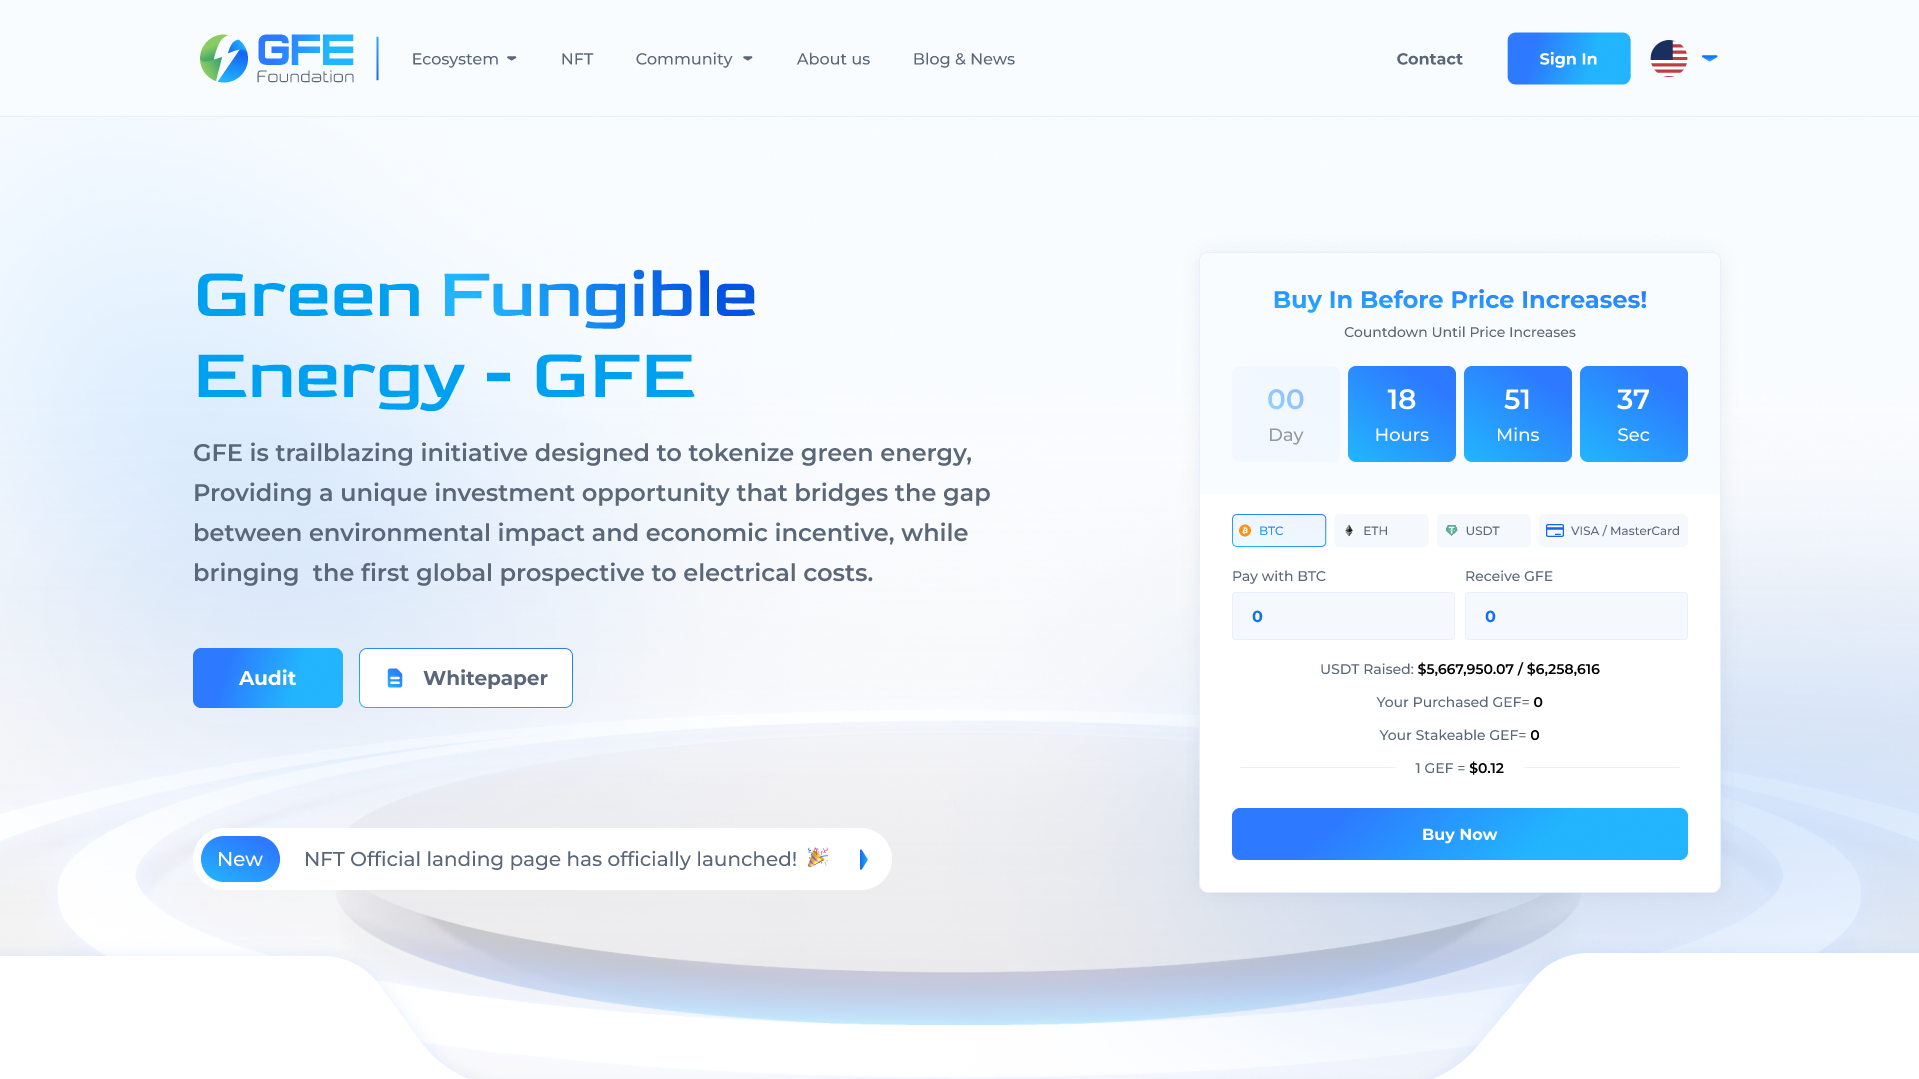 GFE
Foundation
Ecosystem
NFT
Community
About us
Blog & News
Contact
Sign In
Green Fungible
Energy - GFE
GFE is trailblazing initiative designed to tokenize green energy,
Providing a unique investment opportunity that bridges the gap
between environmental impact and economic incentive, while
bringing  the first global prospective to electrical costs.
Audit
Whitepaper
New
NFT Official landing page has officially launched! 🎉
Buy In Before Price Increases!
Countdown Until Price Increases
00
Day
18
Hours
51
Mins
37
Sec
BTC
ETH
USDT
VISA / MasterCard
Pay with BTC
Receive GFE
0
0
USDT Raised: $5,667,950.07 / $6,258,616
Your Purchased GEF= 0
Your Stakeable GEF= 0
1 GEF = $0.12
Buy Now